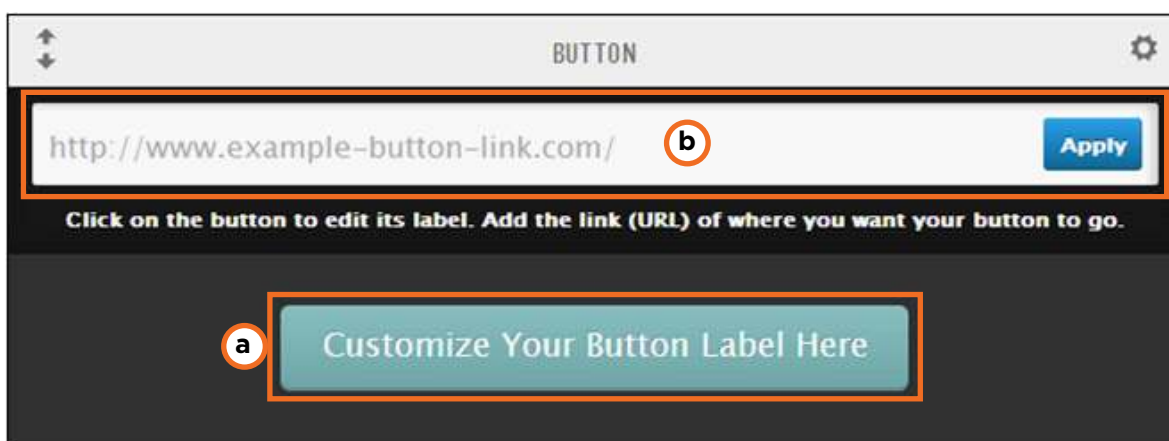 BUTTON
http://www.example-button-link.com/
b
Apply
Click on the button to edit its label. Add the link (URL) of where you want your button to go.
a
Customize Your Button Label Here